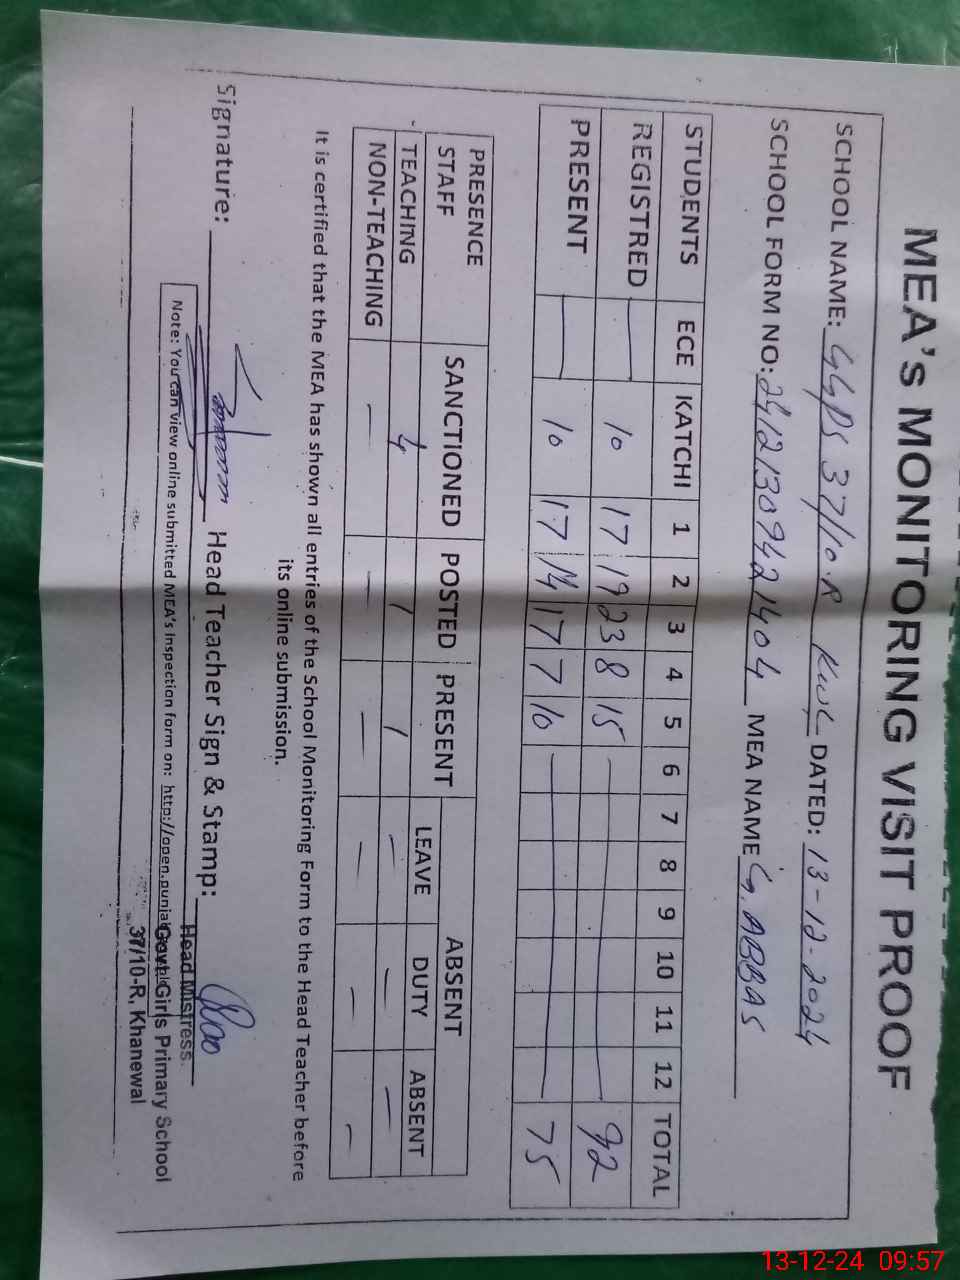 MEA's MONITORING VISIT PROOF
SCHOOL NAME: GGPS 37/10-R KWL DATED: 13-12-2024
SCHOOL FORM NO: 24121309421404 MEA NAME G. ABBAS
STUDENTS ECE KATCHI 1 2 3 4 5 6 7 8 9 10 11 12 TOTAL
REGISTRED — 10 17 19 23 8 15 — 92
PRESENT — 10 17 14 17 7 10 — 75
PRESENCE STAFF SANCTIONED POSTED PRESENT ABSENT
LEAVE DUTY ABSENT
TEACHING 4 1 1 — — —
NON-TEACHING — — — — — —
It is certified that the MEA has shown all entries of the School Monitoring Form to the Head Teacher before
its online submission.
Signature: Head Teacher Sign & Stamp:
Head Mistress
Note: You can view online submitted MEA's Inspection form on: http://open.punjab
Govt. Girls Primary School
37/10-R, Khanewal
13-12-24 09:57